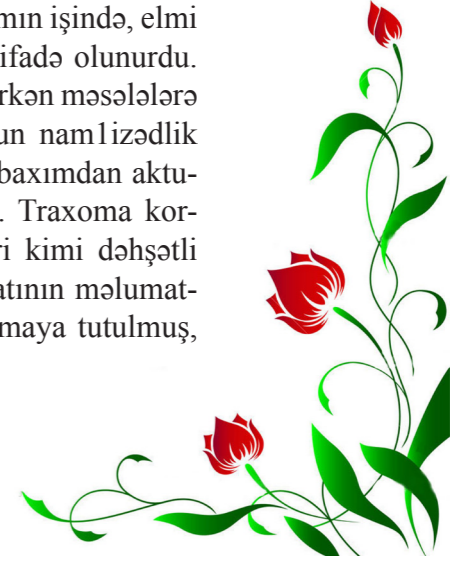 mın işində, elmi
ifadə olunurdu.
rkən məsələlərə
un nam1izədlik
baxımdan aktu-
. Traxoma kor-
ri kimi dəhşətli
atının məlumat-
maya tutulmuş,